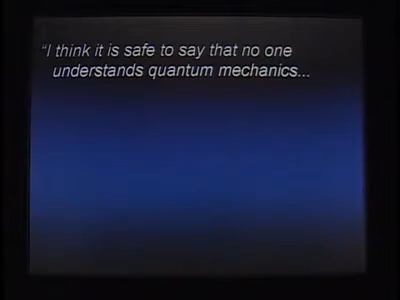 "I think it is safe to say that no one
understands quantum mechanics...